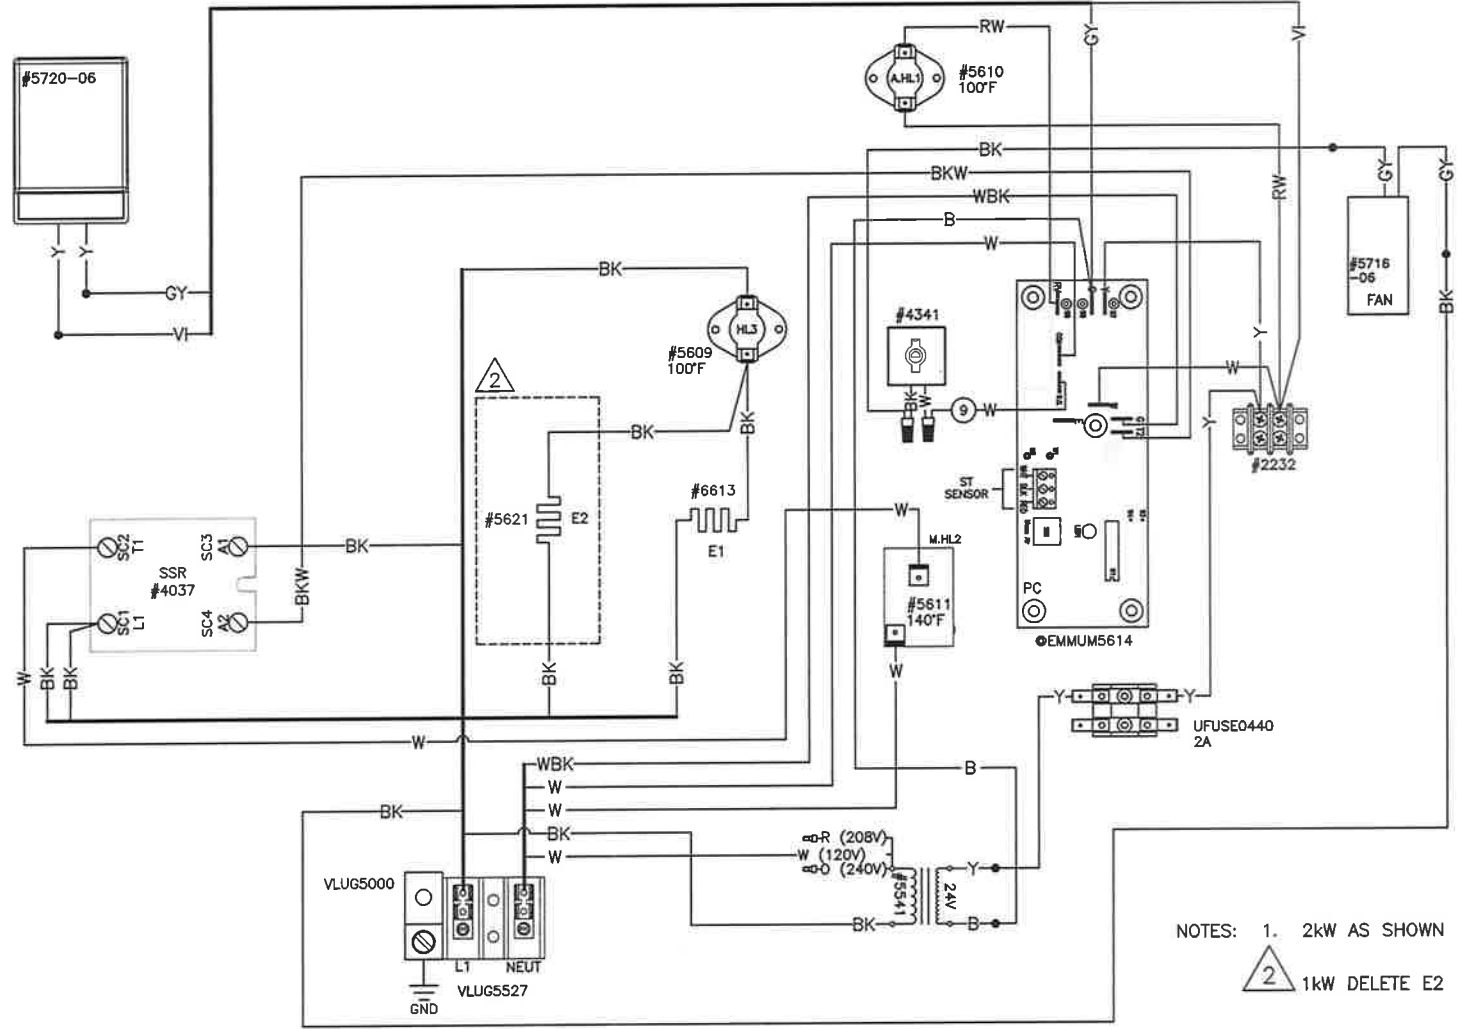 #5720-06
Y
Y
GY
VI
RW
GY
VI
A.HL1
#5610
100°F
BK
BKW
WBK
B
W
RW
GY
GY
#5716
-06
FAN
BK
BK
HL3
#5609
100°F
#4341
BK
W
9
W
Y
W
Y
#2232
2
BK
BK
#5621
E2
#6613
E1
ST
SENSOR
PC
©EMMUM5614
W
M.HL2
#5611
140°F
W
SC2
T1
SC3
A1
SSR
#4037
SC1
L1
SC4
A2
BK
BKW
W
BK
BK
BK
BK
W
Y
Y
UFUSE0440
2A
WBK
W
W
B
BK
BK
W
R (208V)
W (120V)
O (240V)
#5541
24V
Y
B
BK
VLUG5000
L1
NEUT
VLUG5527
GND
NOTES: 1. 2kW AS SHOWN
2 1kW DELETE E2